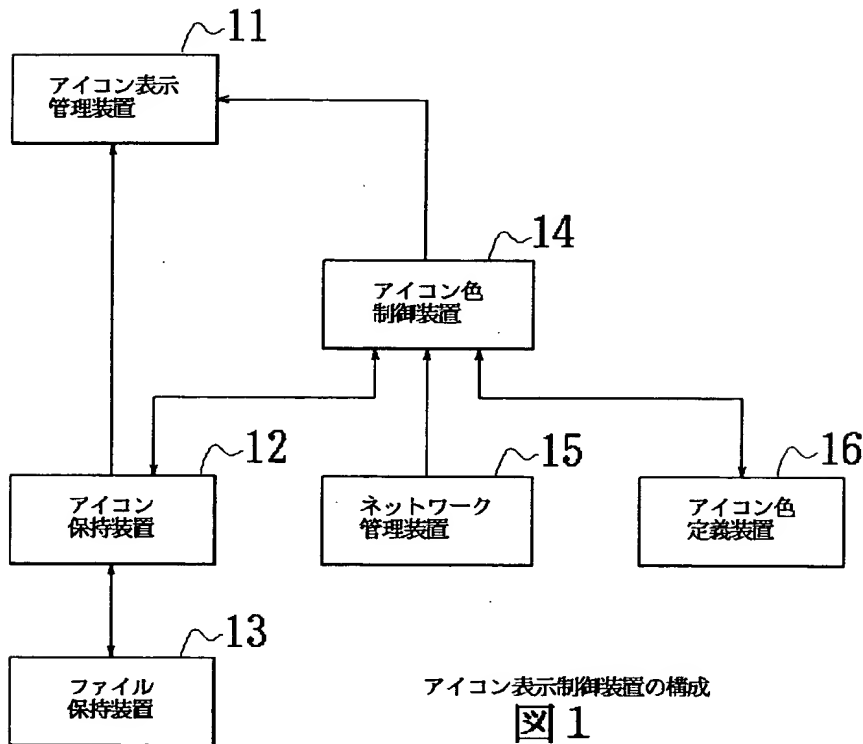 11
アイコン表示
管理装置
14
アイコン色
制御装置
12
アイコン
保持装置
15
ネットワーク
管理装置
16
アイコン色
定義装置
13
ファイル
保持装置
アイコン表示制御装置の構成
図1